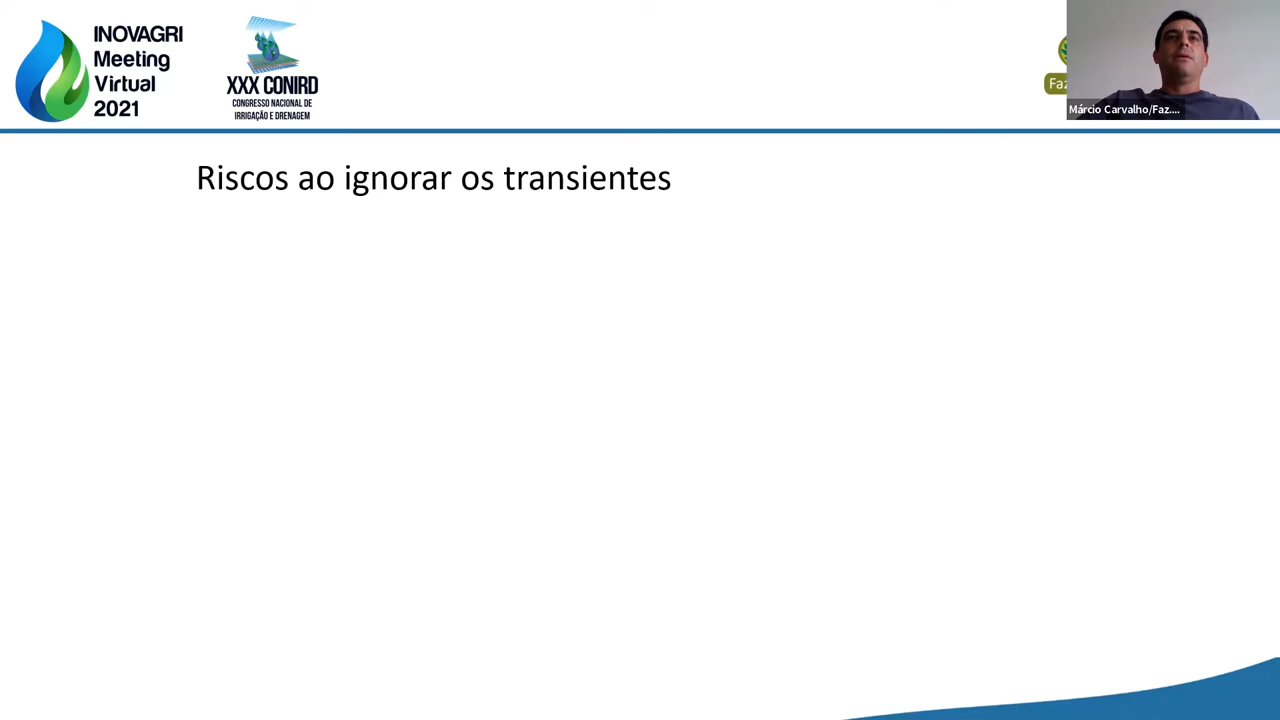 INOVAGRI
Meeting
Virtual
2021
XXX CONIRD
CONGRESSO NACIONAL DE
IRRIGAÇÃO E DRENAGEM
Faz
Márcio Carvalho/Faz....
Riscos ao ignorar os transientes